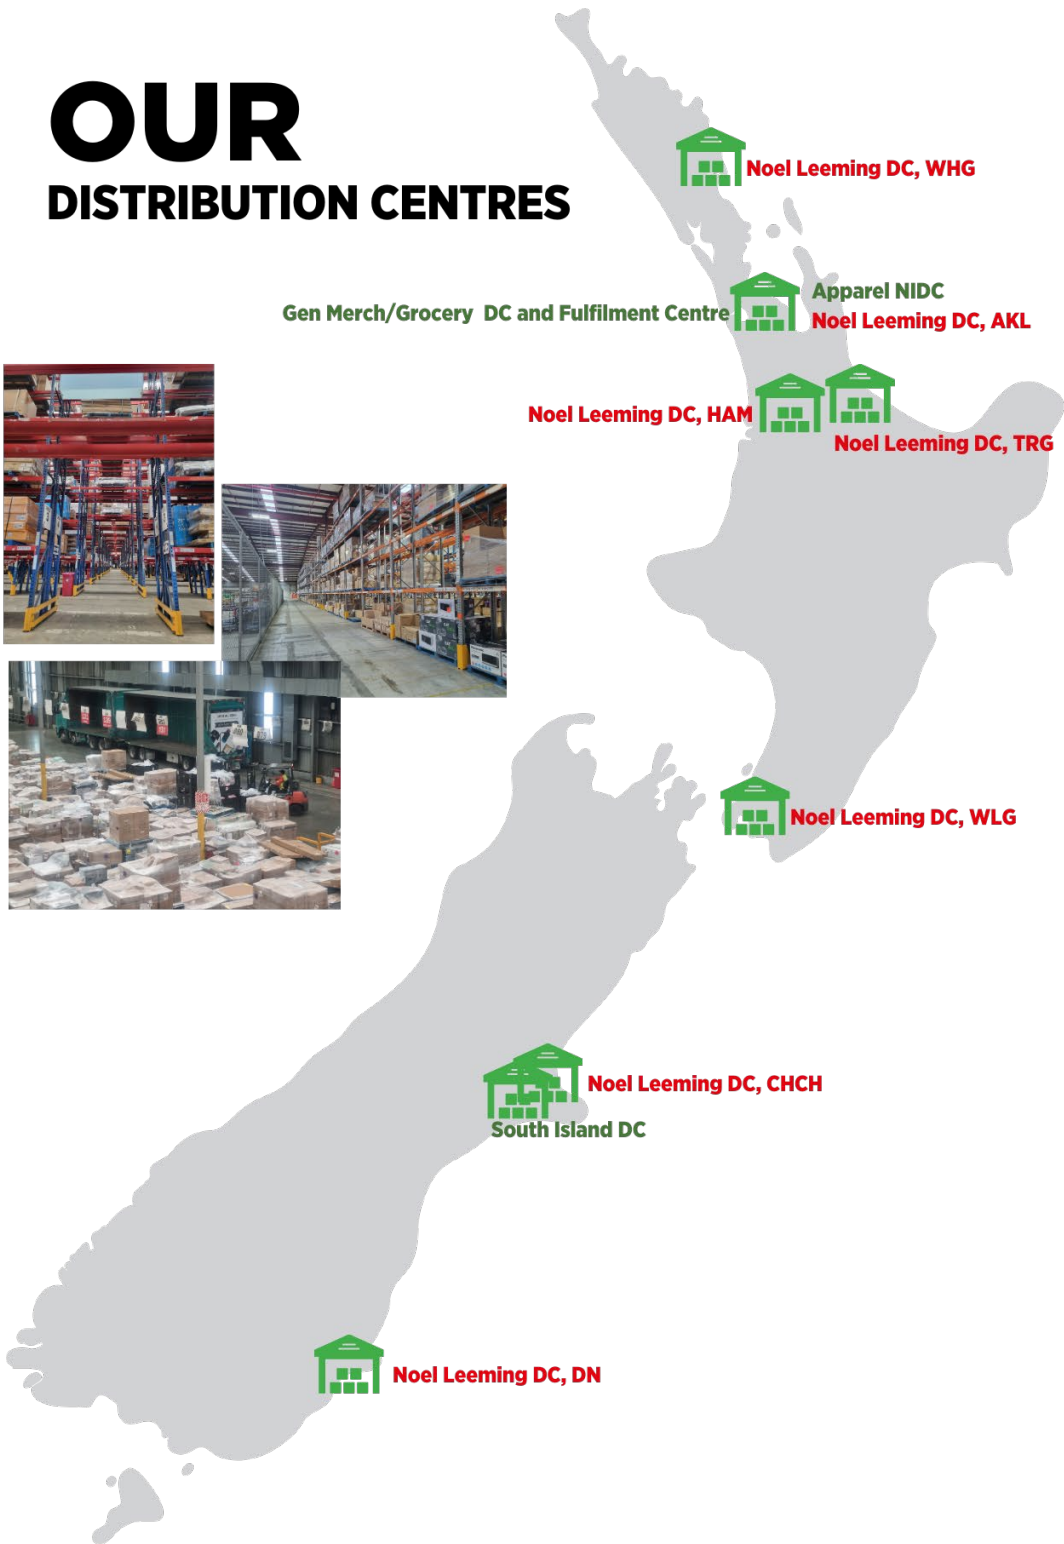 OUR
DISTRIBUTION CENTRES
Noel Leeming DC, WHG
Apparel NIDC
Gen Merch/Grocery DC and Fulfilment Centre
Noel Leeming DC, AKL
Noel Leeming DC, HAM
Noel Leeming DC, TRG
Noel Leeming DC, WLG
Noel Leeming DC, CHCH
South Island DC
Noel Leeming DC, DN